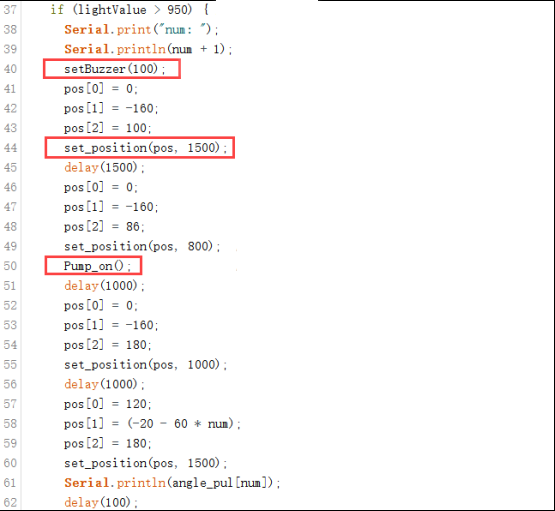 37 if (lightValue > 950) {
38 Serial.print("num: ");
39 Serial.println(num + 1);
40 setBuzzer(100);
41 pos[0] = 0;
42 pos[1] = -160;
43 pos[2] = 100;
44 set_position(pos, 1500);
45 delay(1500);
46 pos[0] = 0;
47 pos[1] = -160;
48 pos[2] = 86;
49 set_position(pos, 800);
50 Pump_on();
51 delay(1000);
52 pos[0] = 0;
53 pos[1] = -160;
54 pos[2] = 180;
55 set_position(pos, 1000);
56 delay(1000);
57 pos[0] = 120;
58 pos[1] = (-20 - 60 * num);
59 pos[2] = 180;
60 set_position(pos, 1500);
61 Serial.println(angle_pul[num]);
62 delay(100);